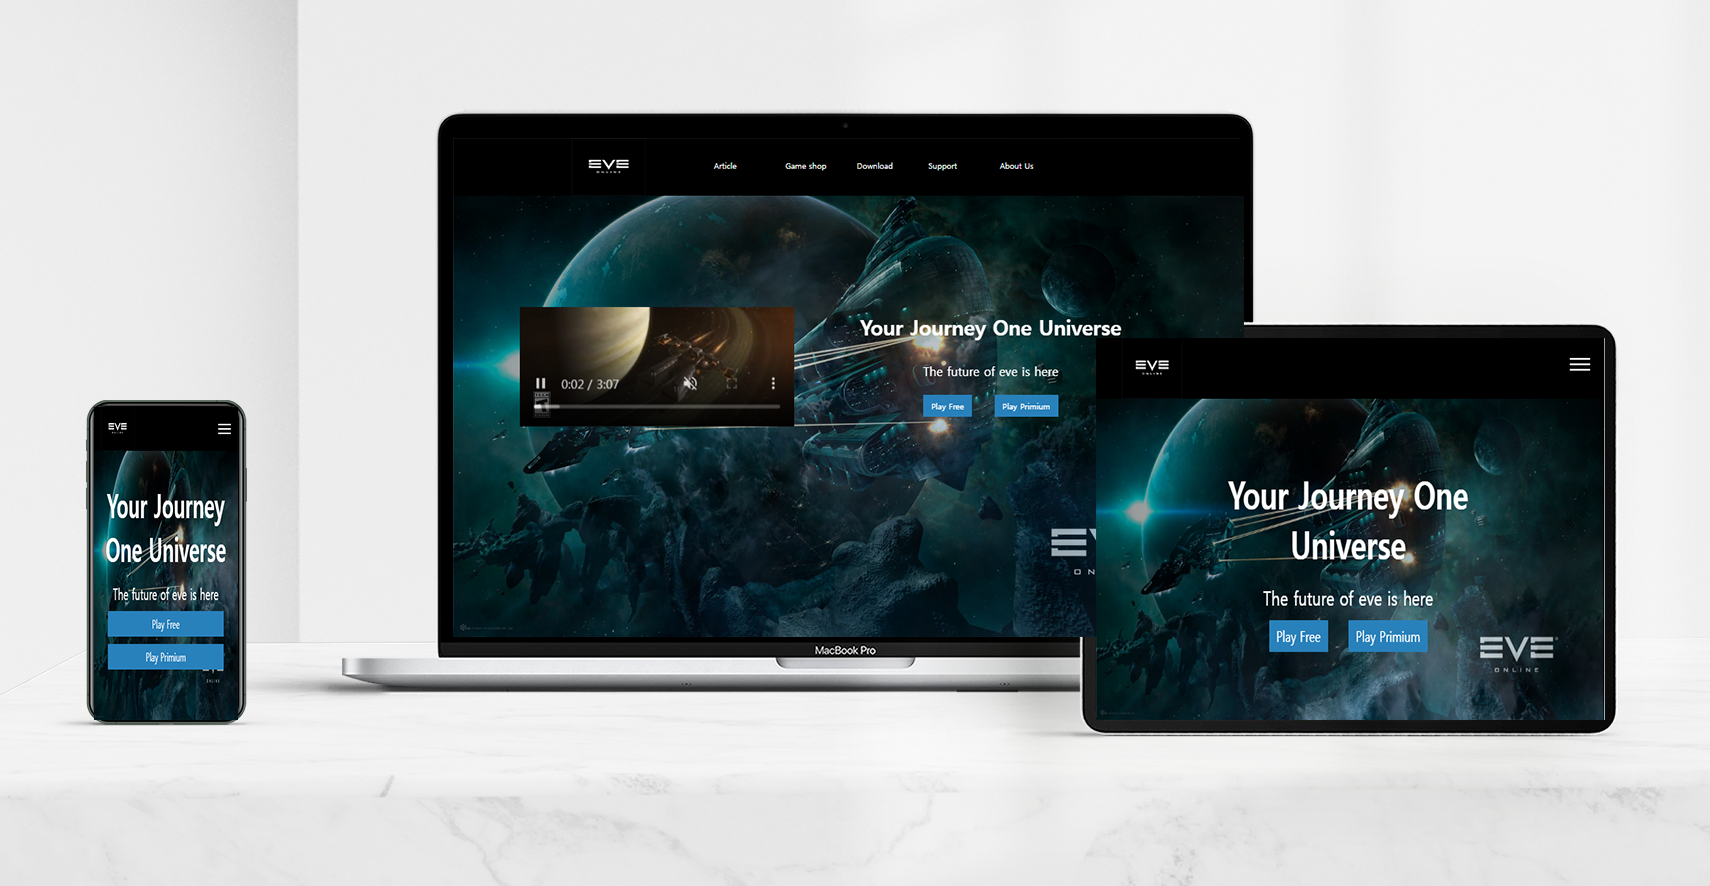 EVE
ONLINE
Article
Game shop
Download
Support
About Us
0:02 / 3:07
Your Journey One Universe
The future of eve is here
Play Free
Play Primium
MacBook Pro
EVE
ONLINE
Your Journey One
Universe
The future of eve is here
Play Free
Play Primium
EVE
ONLINE
EVE
Your Journey
One Universe
The future of eve is here
Play Free
Play Primium
ONLINE